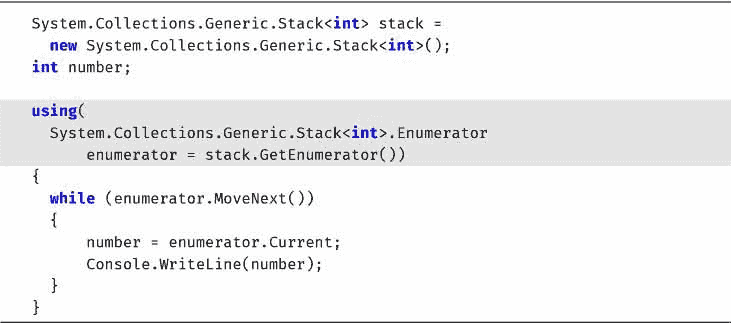 System.Collections.Generic.Stack<int> stack =
  new System.Collections.Generic.Stack<int>();
int number;

using(
  System.Collections.Generic.Stack<int>.Enumerator
      enumerator = stack.GetEnumerator())
{
  while (enumerator.MoveNext())
  {
      number = enumerator.Current;
      Console.WriteLine(number);
  }
}